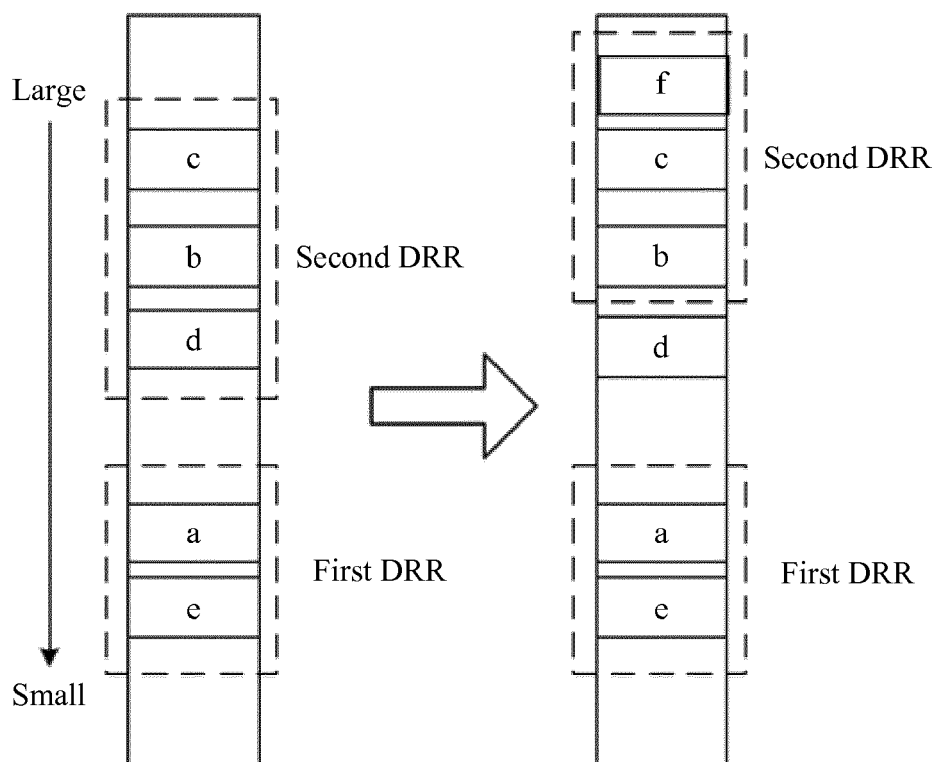 Large
c
b
Second DRR
d
a
First DRR
e
Small
f
c
Second DRR
b
d
a
First DRR
e